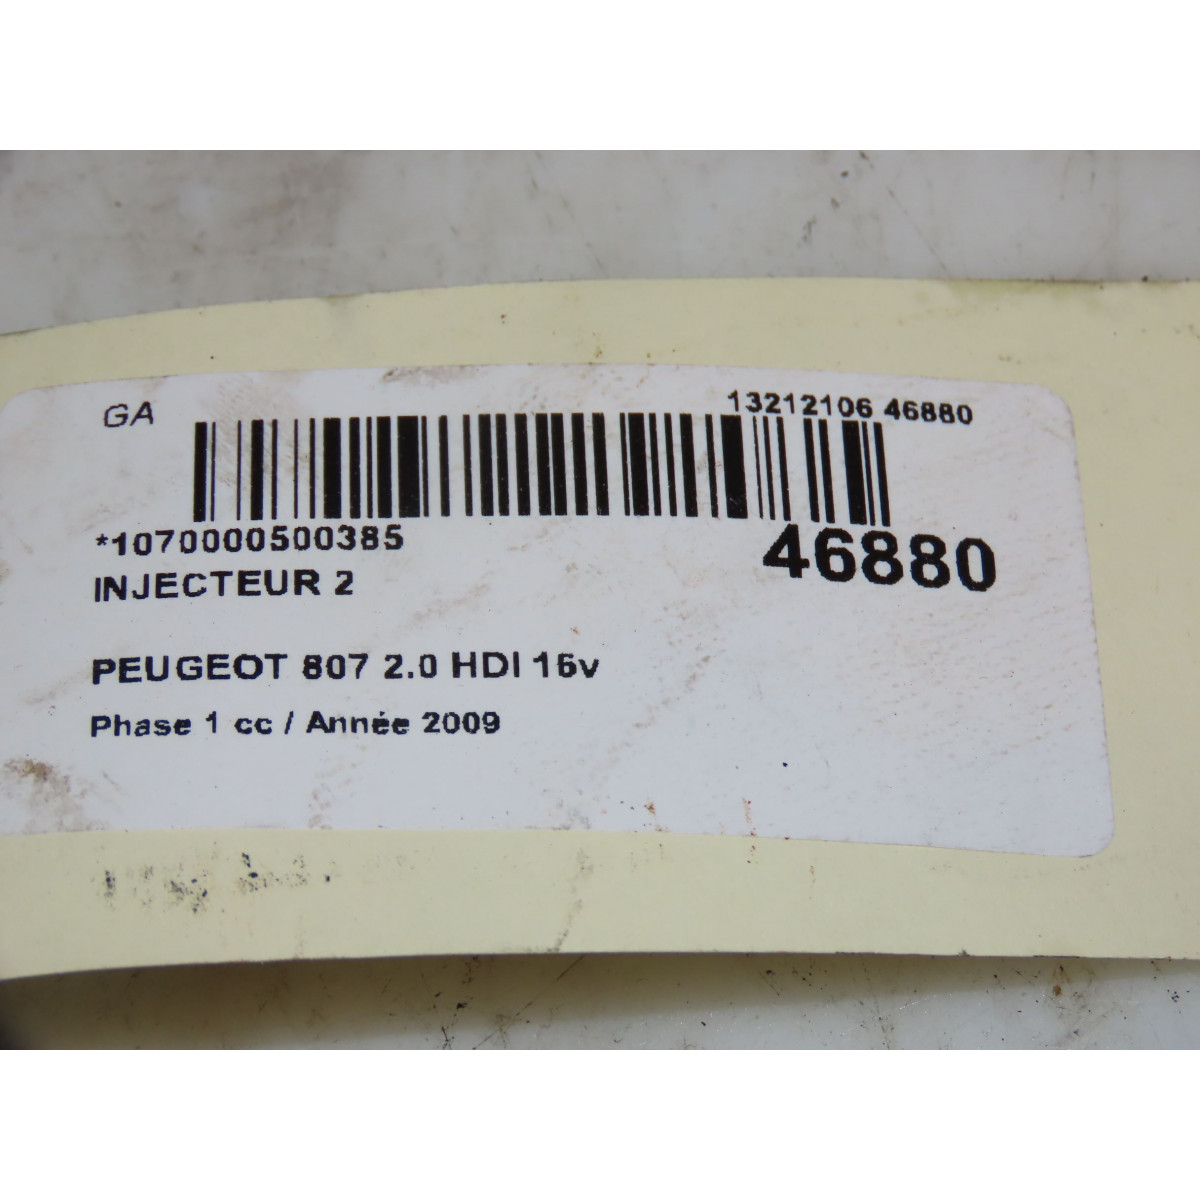 GA
13212106 46880
*1070000500385
46880
INJECTEUR 2
PEUGEOT 807 2.0 HDI 16v
Phase 1 cc / Année 2009